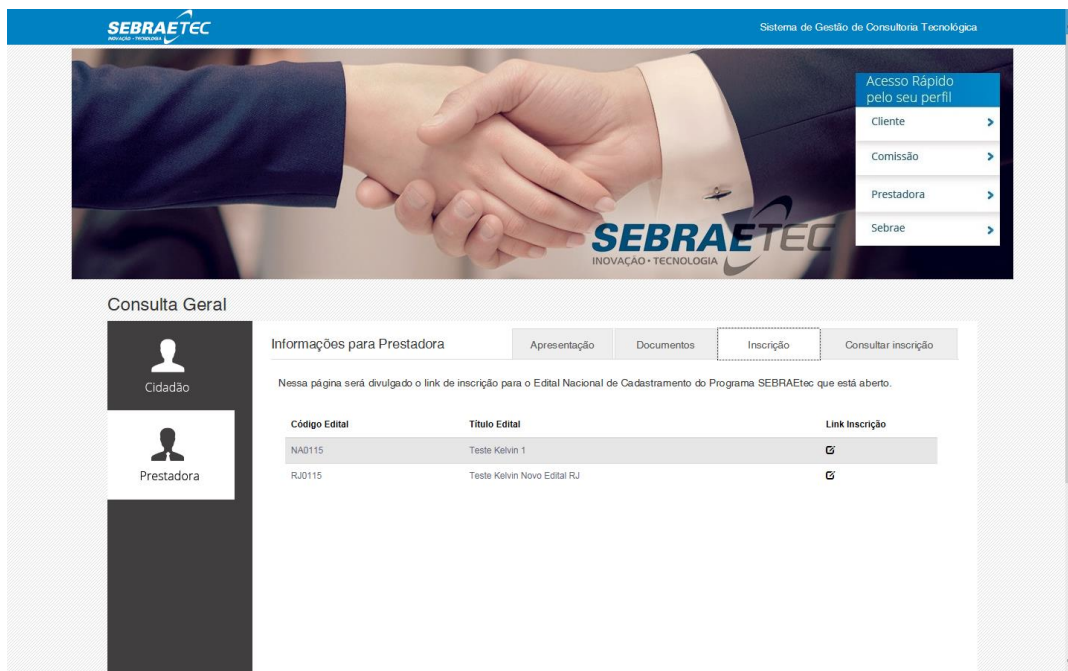 SEBRAETEC
INOVAÇÃO · TECNOLOGIA
Sistema de Gestão de Consultoria Tecnológica
Acesso Rápido
pelo seu perfil
Cliente
Comissão
Prestadora
Sebrae
SEBRAETEC
INOVAÇÃO · TECNOLOGIA
Consulta Geral
Cidadão
Prestadora
Informações para Prestadora
Apresentação
Documentos
Inscrição
Consultar inscrição
Nessa página será divulgado o link de inscrição para o Edital Nacional de Cadastramento do Programa SEBRAEtec que está aberto.
Código Edital Título Edital Link Inscrição
NA0115 Teste Kelvin 1
RJ0115 Teste Kelvin Novo Edital RJ